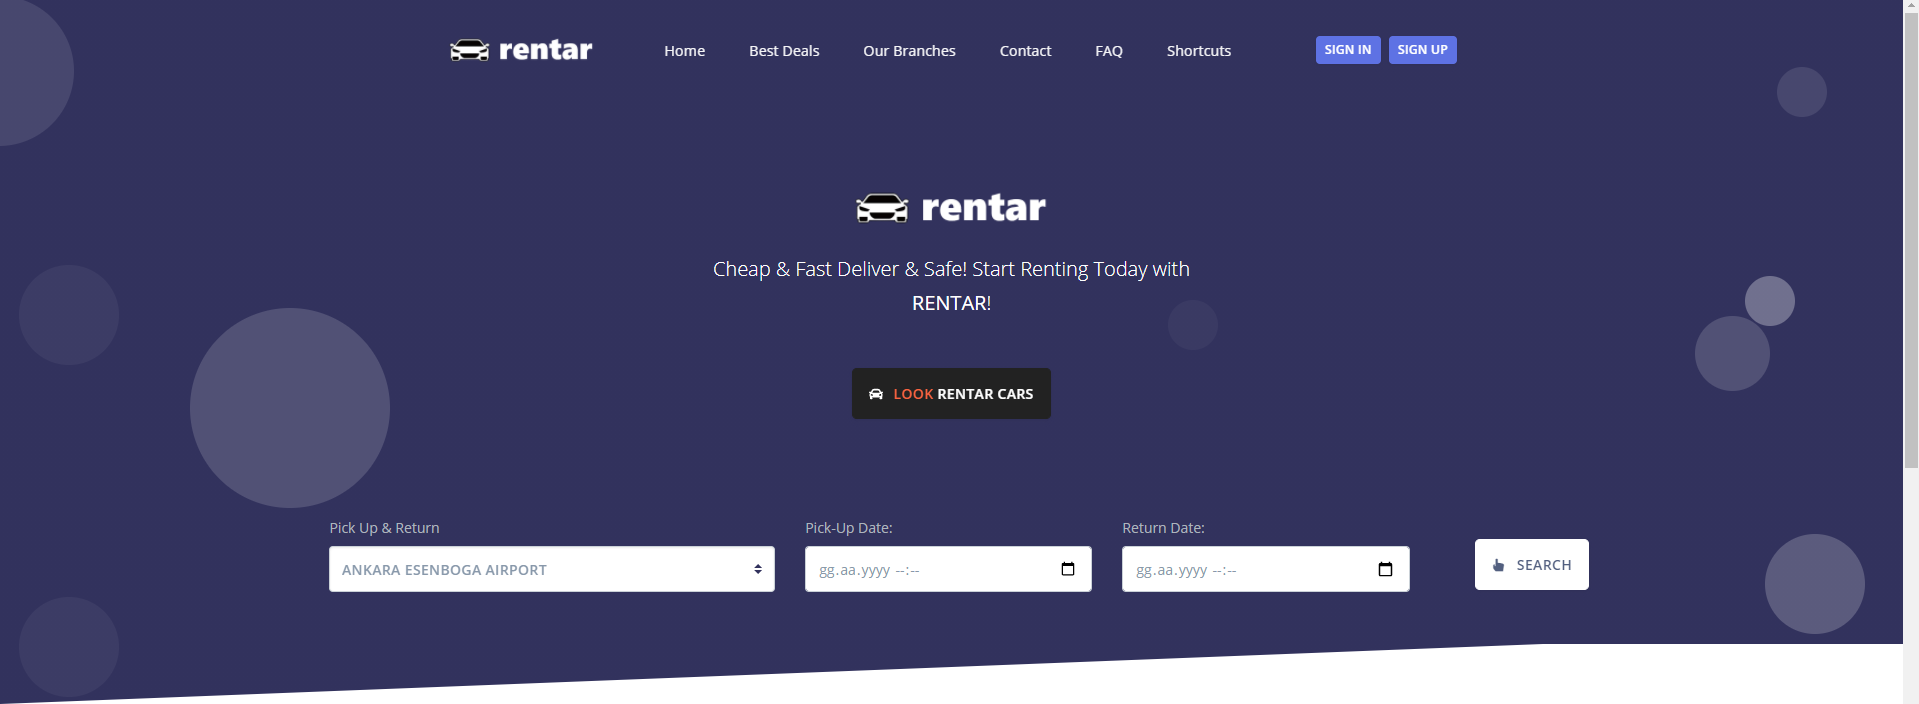 rentar
Home
Best Deals
Our Branches
Contact
FAQ
Shortcuts
SIGN IN
SIGN UP
rentar
Cheap & Fast Deliver & Safe! Start Renting Today with
RENTAR!
LOOK RENTAR CARS
Pick Up & Return
Pick-Up Date:
Return Date:
ANKARA ESENBOGA AIRPORT
gg.aa.yyyy --:--
gg.aa.yyyy --:--
SEARCH